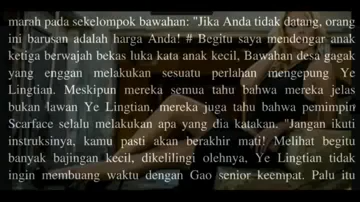 marah pada sekelompok bawahan: "Jika Anda tidak datang, orang
ini barusan adalah harga Anda! # Begitu saya mendengar anak
ketiga berwajah bekas luka kata anak kecil, Bawahan desa gagak
yang enggan melakukan sesuatu perlahan mengepung Ye
Lingtian. Meskipun mereka semua tahu bahwa mereka jelas
bukan lawan Ye Lingtian, mereka juga tahu bahwa pemimpin
Scarface selalu melakukan apa yang dia katakan. "Jangan ikuti
instruksinya, kamu pasti akan berakhir mati! Melihat begitu
banyak bajingan kecil, dikelilingi olehnya, Ye Lingtian tidak
ingin membuang waktu dengan Gao senior keempat. Palu itu